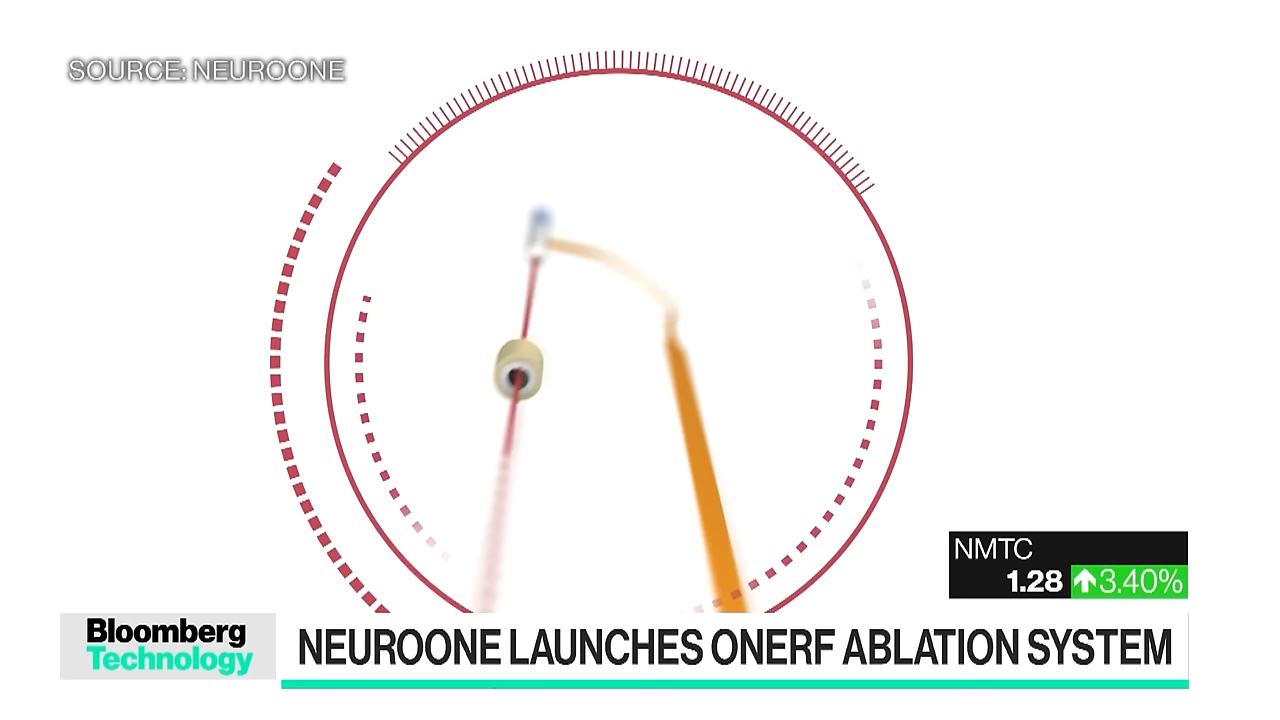 SOURCE: NEUROONE
NMTC
1.28 ↑3.40%
Bloomberg
Technology
NEUROONE LAUNCHES ONERF ABLATION SYSTEM